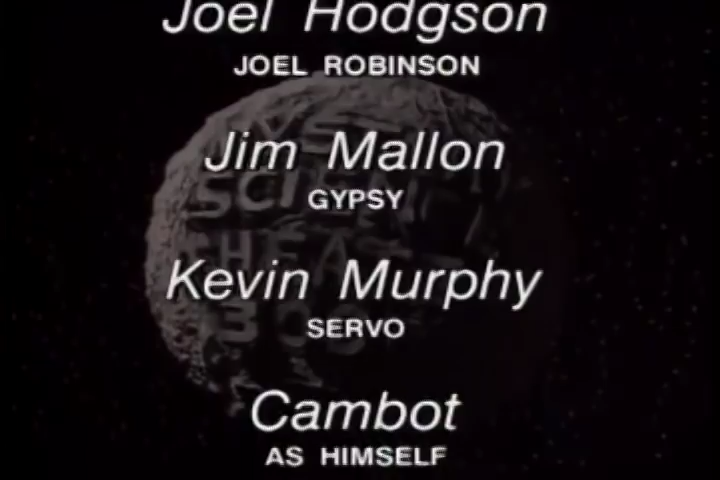 Joel Hodgson
JOEL ROBINSON
Jim Mallon
GYPSY
Kevin Murphy
SERVO
Cambot
AS HIMSELF